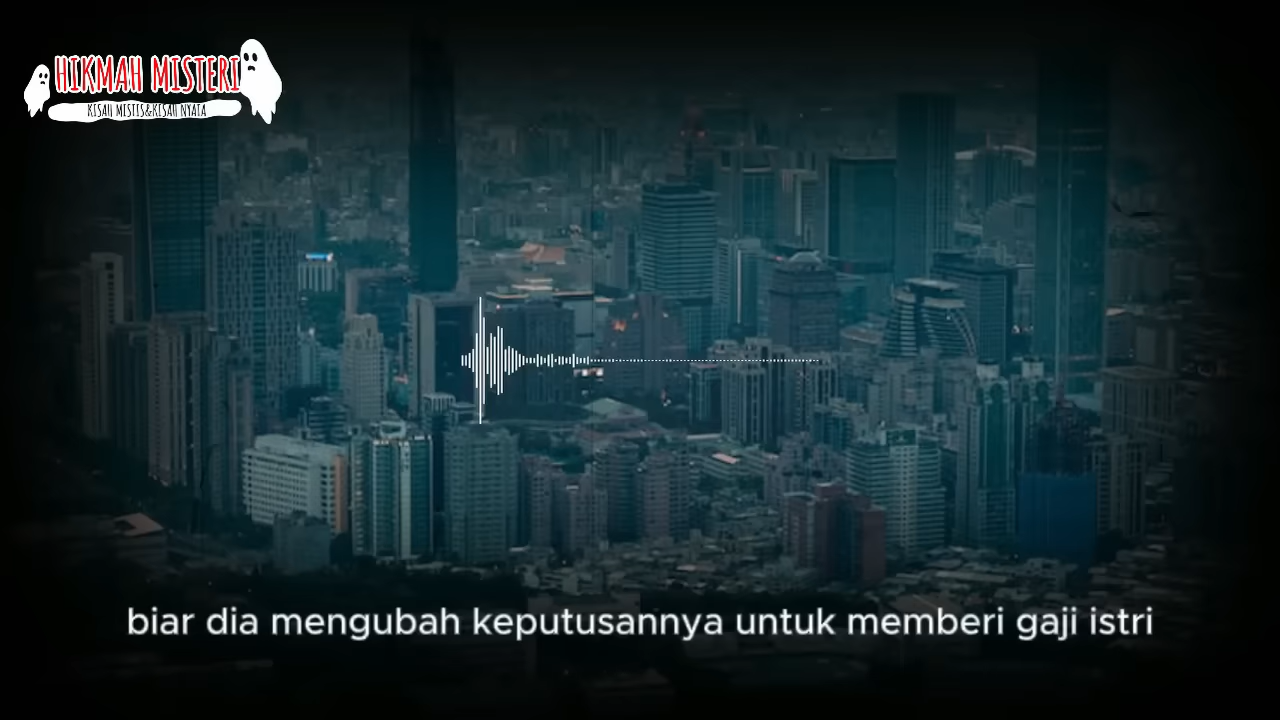 HIKMAH MISTERI
KISAH MISTIS&KISAH NYATA
biar dia mengubah keputusannya untuk memberi gaji istri